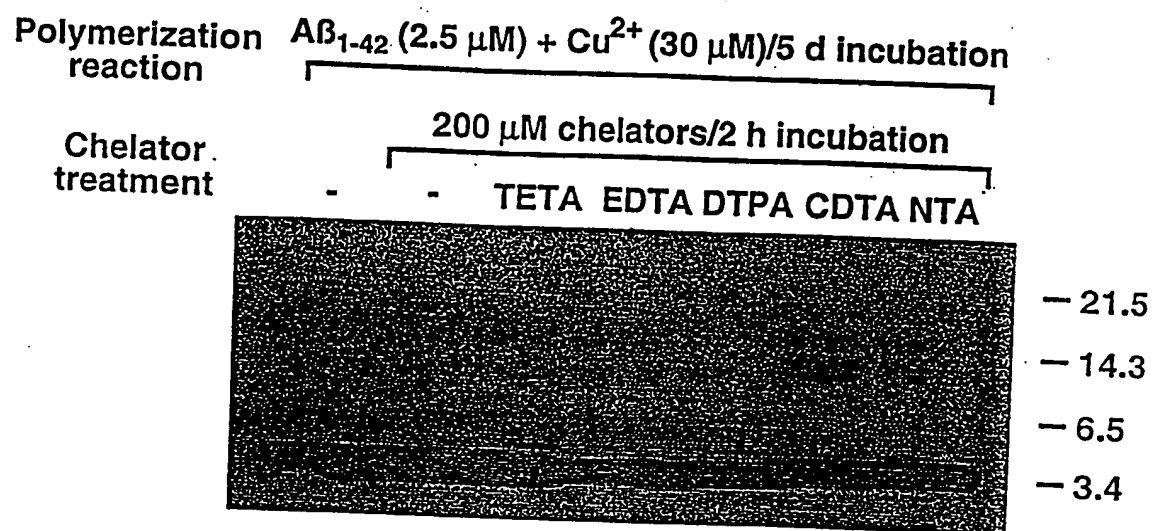 Polymerization reaction
Aß₁₋₄₂ (2.5 µM) + Cu²⁺ (30 µM)/5 d incubation
200 µM chelators/2 h incubation
Chelator treatment
- - TETA EDTA DTPA CDTA NTA
– 21.5
– 14.3
– 6.5
– 3.4